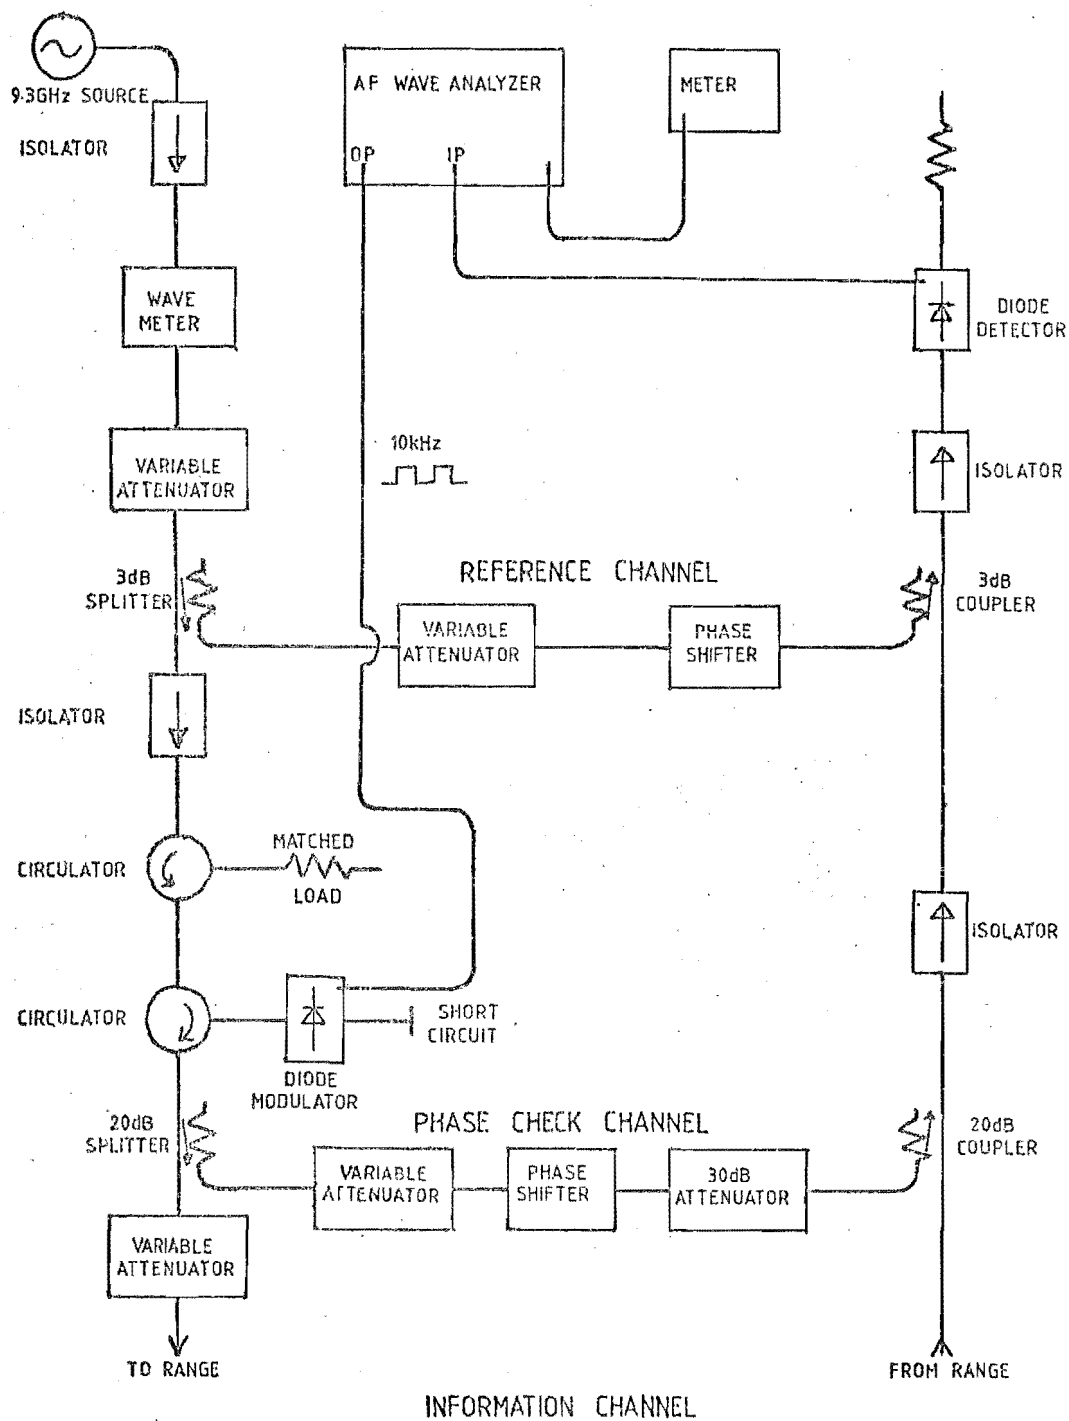 9.3GHz SOURCE
ISOLATOR
AF WAVE ANALYZER
OP
IP
METER
WAVE
METER
DIODE
DETECTOR
VARIABLE
ATTENUATOR
10kHz
ISOLATOR
3dB
SPLITTER
REFERENCE CHANNEL
VARIABLE
ATTENUATOR
PHASE
SHIFTER
3dB
COUPLER
ISOLATOR
CIRCULATOR
MATCHED
LOAD
ISOLATOR
CIRCULATOR
SHORT
CIRCUIT
DIODE
MODULATOR
20dB
SPLITTER
PHASE CHECK CHANNEL
VARIABLE
ATTENUATOR
PHASE
SHIFTER
30dB
ATTENUATOR
20dB
COUPLER
VARIABLE
ATTENUATOR
TO RANGE
FROM RANGE
INFORMATION CHANNEL